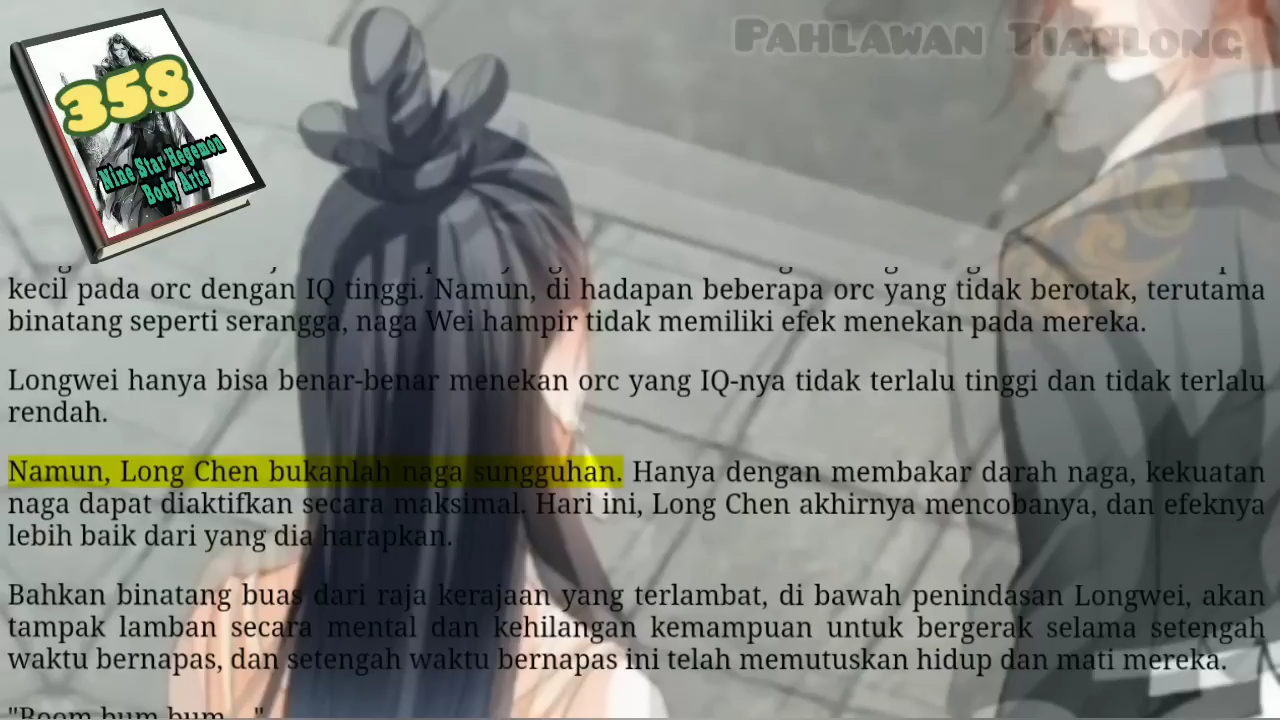 PAHLAWAN TIANLONG
358
Nine Star Hegemon
Body Arts
kecil pada orc dengan IQ tinggi. Namun, di hadapan beberapa orc yang tidak berotak, terutama
binatang seperti serangga, naga Wei hampir tidak memiliki efek menekan pada mereka.
Longwei hanya bisa benar-benar menekan orc yang IQ-nya tidak terlalu tinggi dan tidak terlalu
rendah.
Namun, Long Chen bukanlah naga sungguhan. Hanya dengan membakar darah naga, kekuatan
naga dapat diaktifkan secara maksimal. Hari ini, Long Chen akhirnya mencobanya, dan efeknya
lebih baik dari yang dia harapkan.
Bahkan binatang buas dari raja kerajaan yang terlambat, di bawah penindasan Longwei, akan
tampak lamban secara mental dan kehilangan kemampuan untuk bergerak selama setengah
waktu bernapas, dan setengah waktu bernapas ini telah memutuskan hidup dan mati mereka.
"Boom bum bum ... "